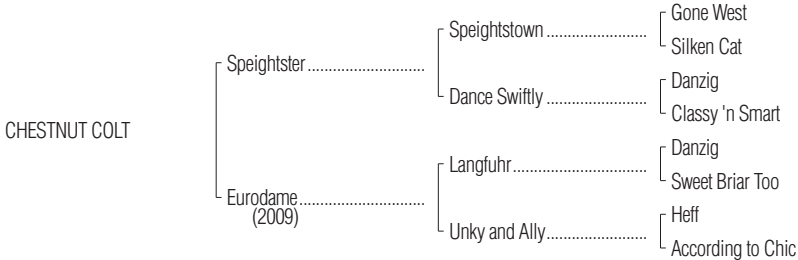 Gone West
Speightstown
Silken Cat
Speightster
Danzig
Dance Swiftly
Classy 'n Smart
CHESTNUT COLT
Danzig
Langfuhr
Sweet Briar Too
Eurodame
(2009)
Heff
Unky and Ally
According to Chic